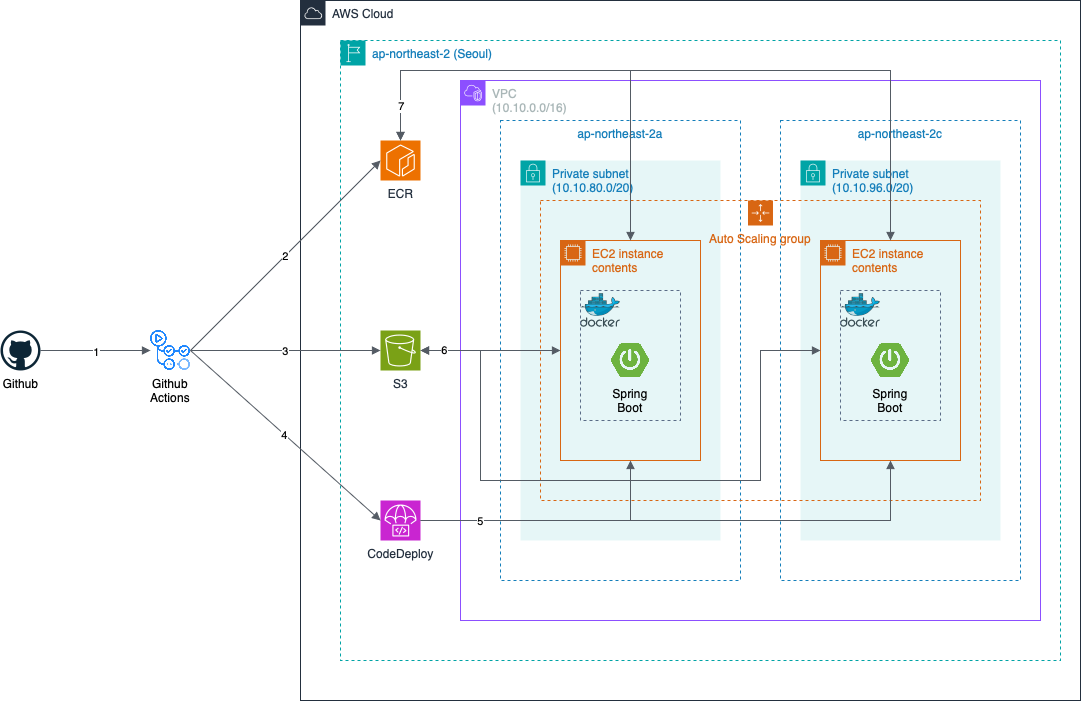 AWS Cloud
ap-northeast-2 (Seoul)
VPC
(10.10.0.0/16)
7
ap-northeast-2a
ap-northeast-2c
ECR
Private subnet
(10.10.80.0/20)
Private subnet
(10.10.96.0/20)
Auto Scaling group
2
EC2 instance
contents
EC2 instance
contents
docker
docker
Github
1
Github
Actions
3
S3
6
Spring
Boot
Spring
Boot
4
5
CodeDeploy